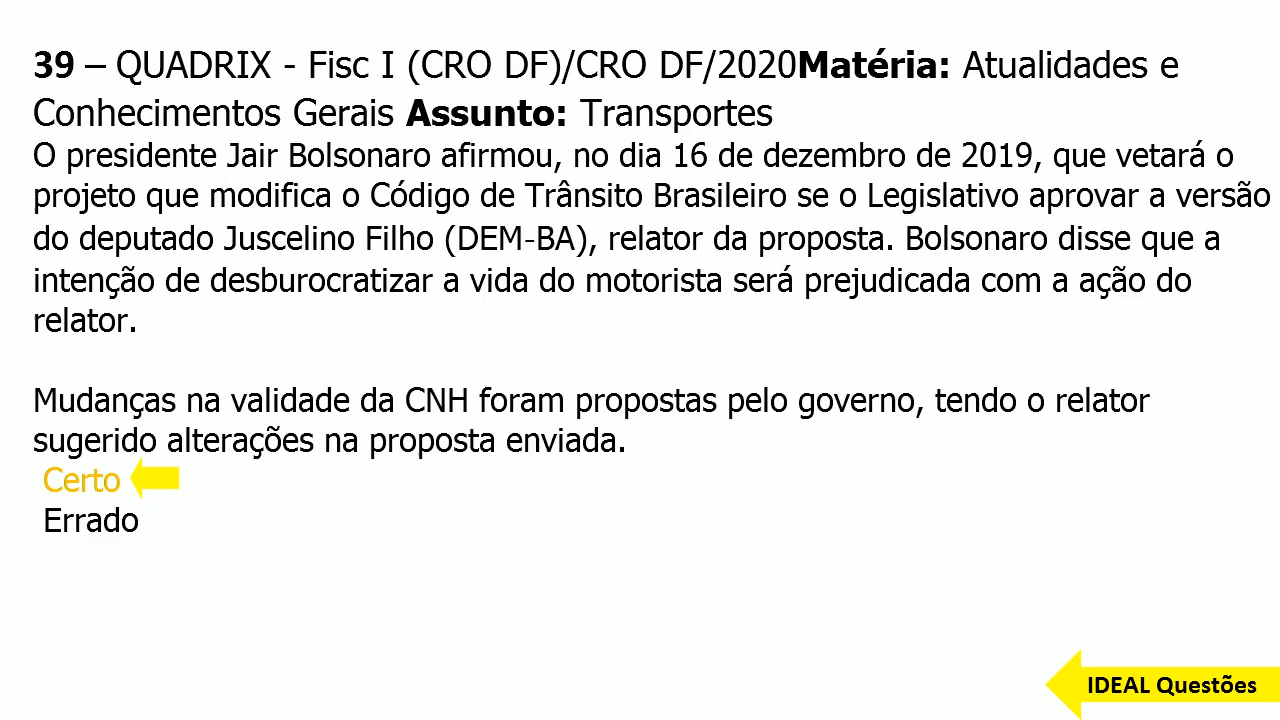 39 – QUADRIX - Fisc I (CRO DF)/CRO DF/2020Matéria: Atualidades e
Conhecimentos Gerais Assunto: Transportes
O presidente Jair Bolsonaro afirmou, no dia 16 de dezembro de 2019, que vetará o
projeto que modifica o Código de Trânsito Brasileiro se o Legislativo aprovar a versão
do deputado Juscelino Filho (DEM-BA), relator da proposta. Bolsonaro disse que a
intenção de desburocratizar a vida do motorista será prejudicada com a ação do
relator.
Mudanças na validade da CNH foram propostas pelo governo, tendo o relator
sugerido alterações na proposta enviada.
Certo
Errado
IDEAL Questões